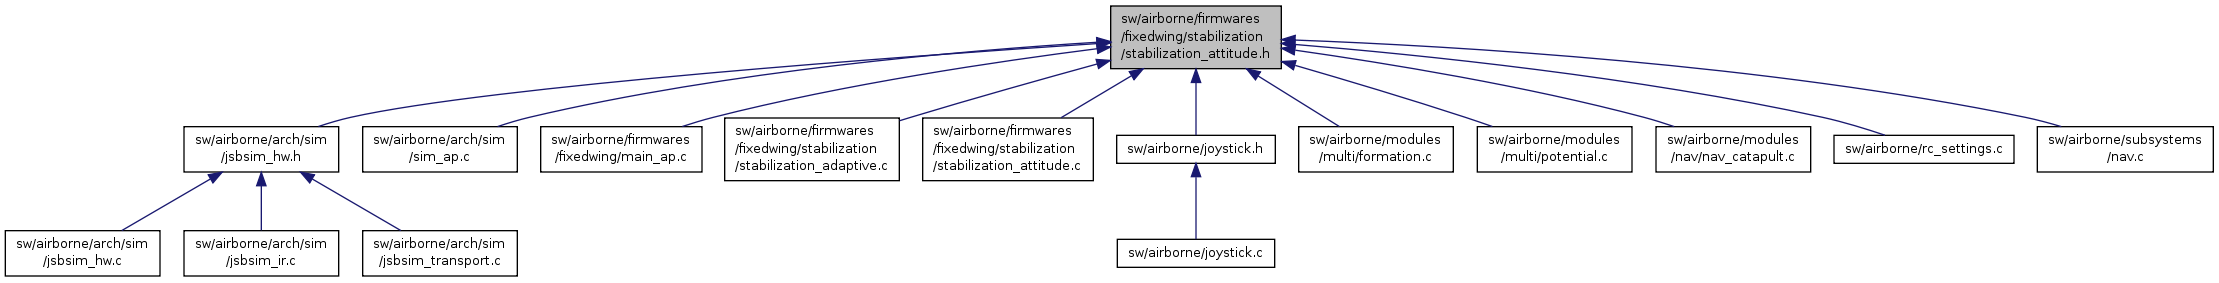 sw/airborne/firmwares
/fixedwing/stabilization
/stabilization_attitude.h
sw/airborne/arch/sim
/jsbsim_hw.h
sw/airborne/arch/sim
/sim_ap.c
sw/airborne/firmwares
/fixedwing/main_ap.c
sw/airborne/firmwares
/fixedwing/stabilization
/stabilization_adaptive.c
sw/airborne/firmwares
/fixedwing/stabilization
/stabilization_attitude.c
sw/airborne/joystick.h
sw/airborne/modules
/multi/formation.c
sw/airborne/modules
/multi/potential.c
sw/airborne/modules
/nav/nav_catapult.c
sw/airborne/rc_settings.c
sw/airborne/subsystems
/nav.c
sw/airborne/arch/sim
/jsbsim_hw.c
sw/airborne/arch/sim
/jsbsim_ir.c
sw/airborne/arch/sim
/jsbsim_transport.c
sw/airborne/joystick.c